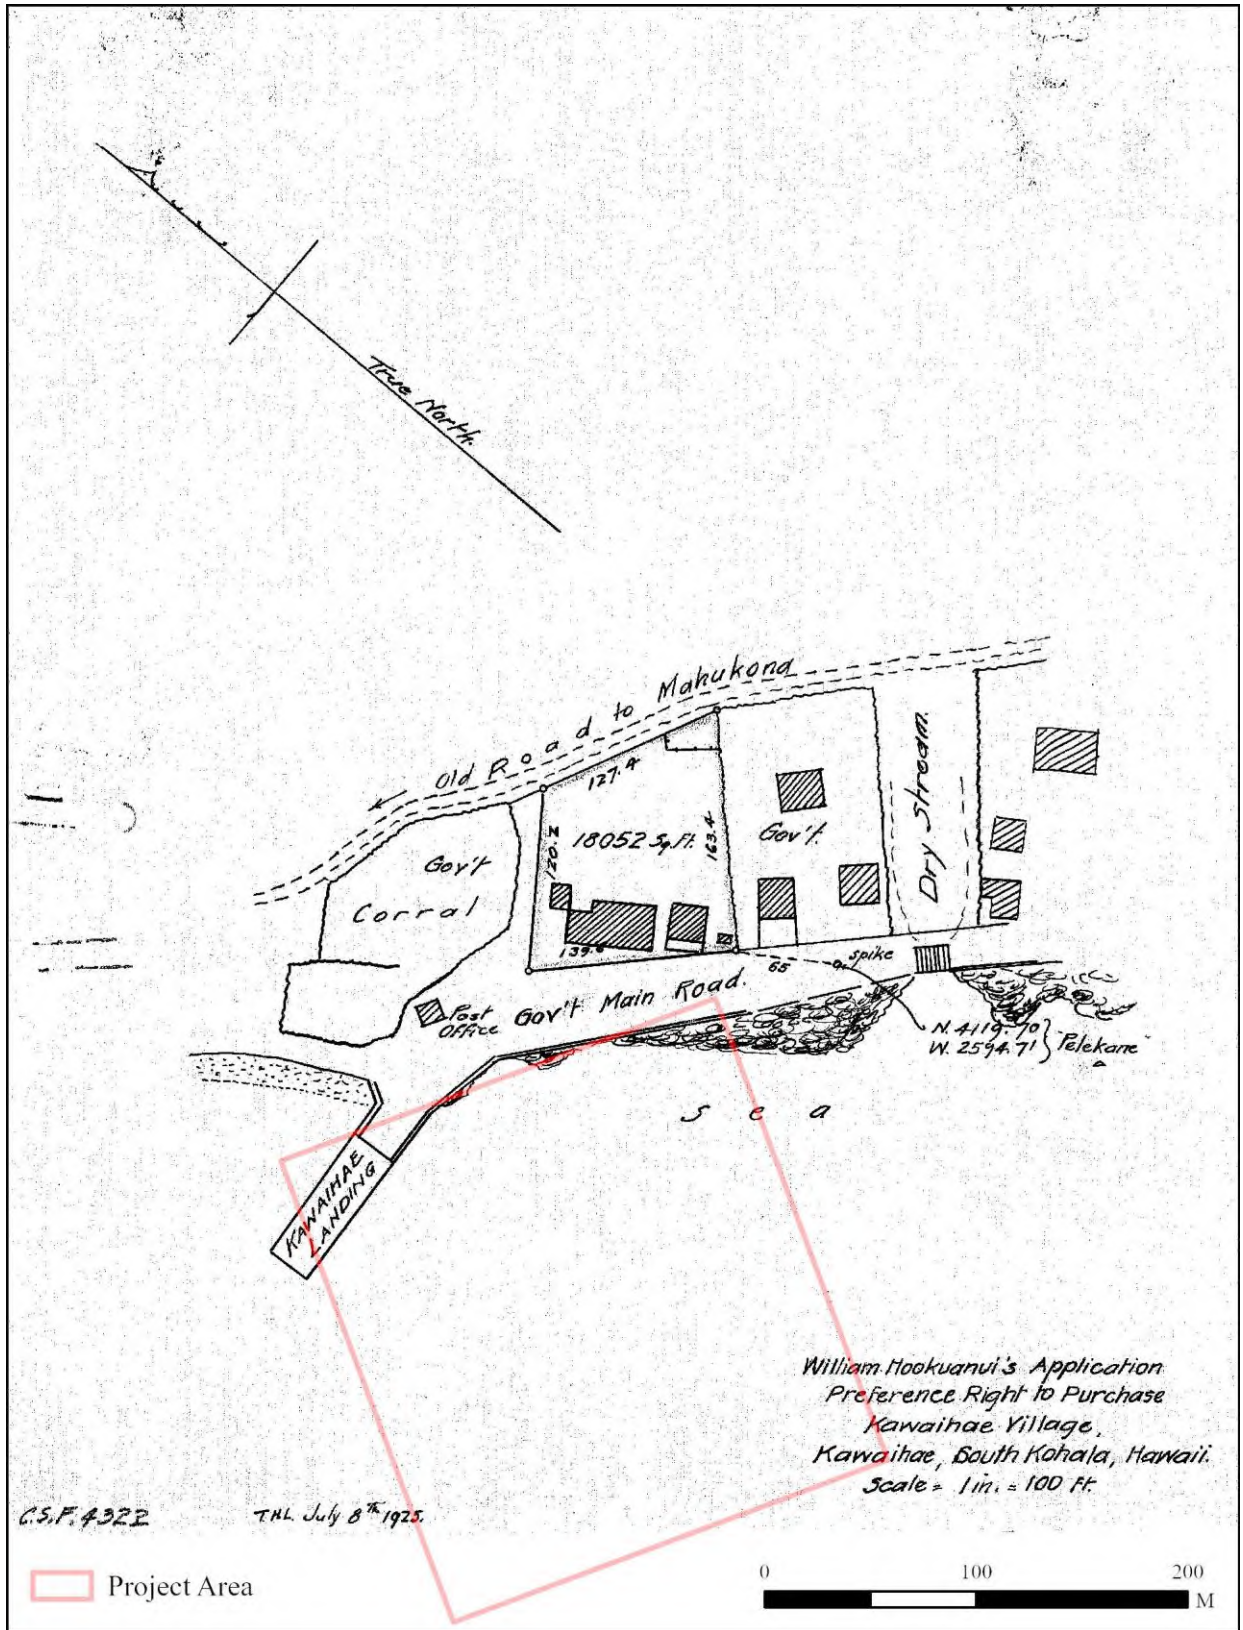 True North.
Old Road to Mahukona
127.4
120.2
18052 Sq. Ft.
163.4
Gov't
Corral
Gov't.
Dry Stream.
139.6
65
spike
Post
Office
Gov't Main Road.
N. 4119.70
W. 2594.71
} "Pelekane"
Sea
KAWAIHAE
LANDING
William Hookuanui's Application
Preference Right to Purchase
Kawaihae Village,
Kawaihae, South Kohala, Hawaii.
Scale = 1 in. = 100 Ft.
C.S.F. 4322
THL. July 8th 1925.
Project Area
0 100 200
M